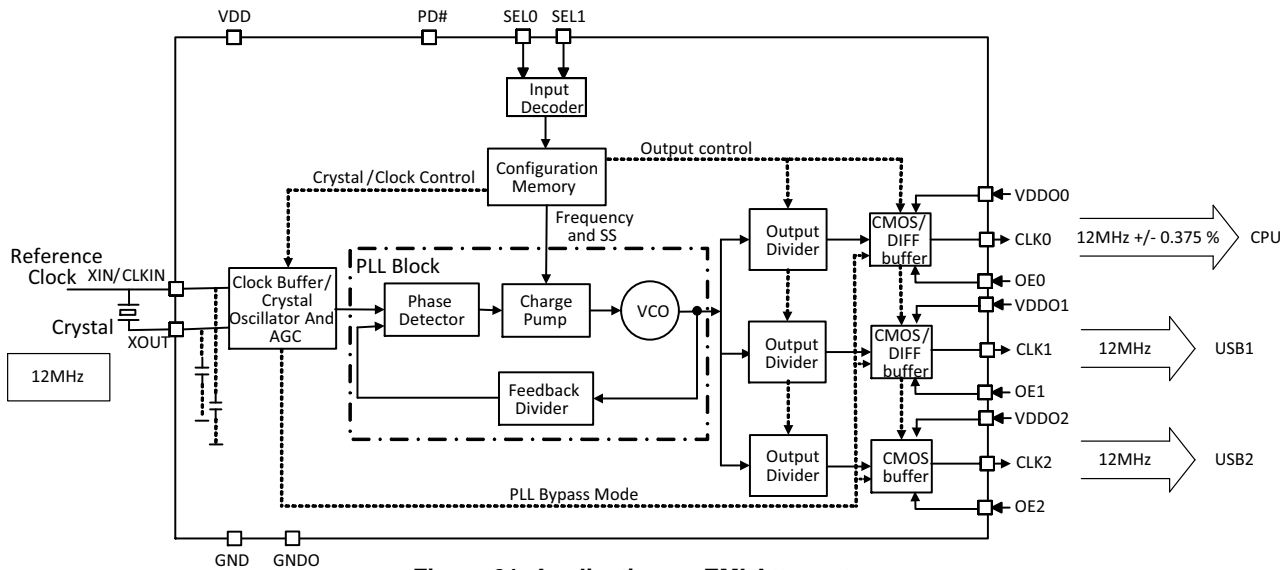 VDD
PD#
SEL0
SEL1
Input
Decoder
Output control
Configuration
Memory
Crystal /Clock Control
Frequency
and SS
VDDO0
CMOS/
DIFF
buffer
Output
Divider
CLK0
12MHz +/- 0.375 %
CPU
OE0
Reference
Clock
XIN/CLKIN
Crystal
XOUT
12MHz
Clock Buffer/
Crystal
Oscillator And
AGC
PLL Block
Phase
Detector
Charge
Pump
VCO
Feedback
Divider
VDDO1
Output
Divider
CMOS/
DIFF
buffer
CLK1
12MHz
USB1
OE1
VDDO2
Output
Divider
CMOS
buffer
CLK2
12MHz
USB2
OE2
PLL Bypass Mode
GND
GNDO